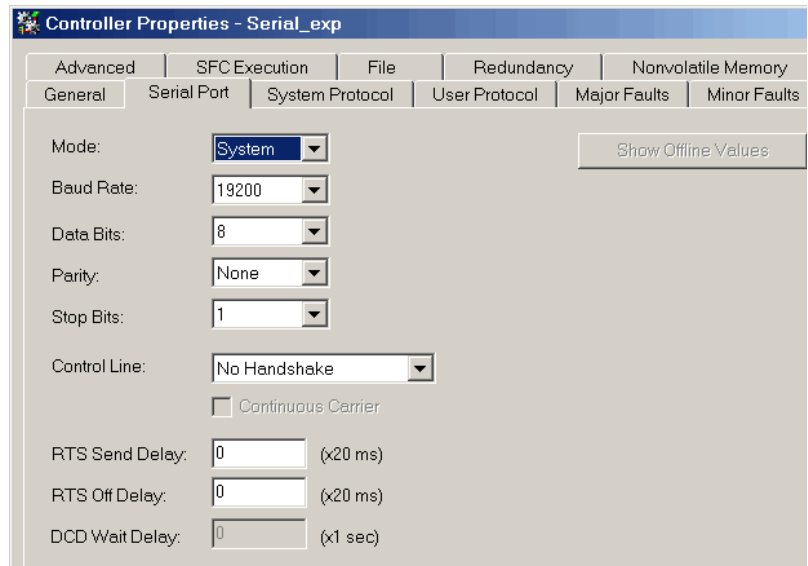 Controller Properties - Serial_exp
Advanced SFC Execution File Redundancy Nonvolatile Memory
General Serial Port System Protocol User Protocol Major Faults Minor Faults
Mode: System Show Offline Values
Baud Rate: 19200
Data Bits: 8
Parity: None
Stop Bits: 1
Control Line: No Handshake
Continuous Carrier
RTS Send Delay: 0 (x20 ms)
RTS Off Delay: 0 (x20 ms)
DCD Wait Delay: 0 (x1 sec)